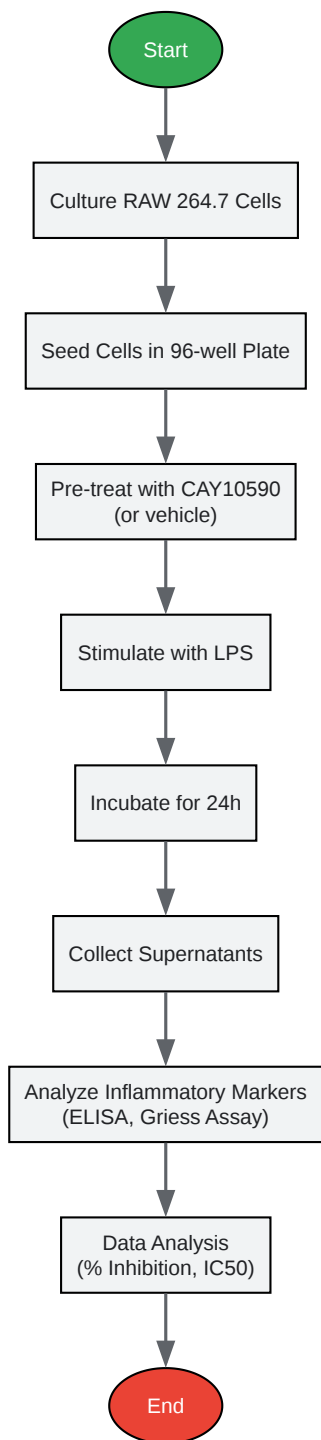 Start
Culture RAW 264.7 Cells
Seed Cells in 96-well Plate
Pre-treat with CAY10590
(or vehicle)
Stimulate with LPS
Incubate for 24h
Collect Supernatants
Analyze Inflammatory Markers
(ELISA, Griess Assay)
Data Analysis
(% Inhibition, IC50)
End